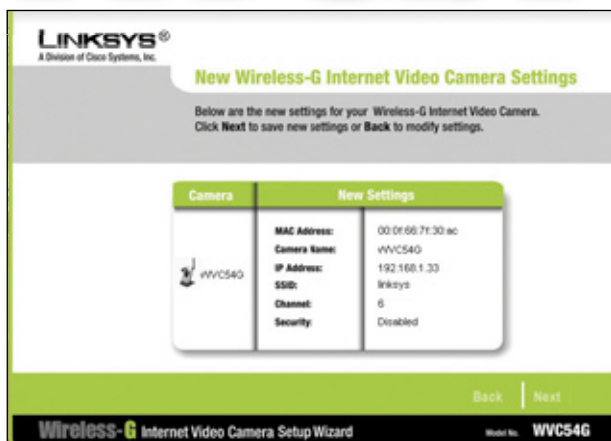 LINKSYS®
A Division of Cisco Systems, Inc.
New Wireless-G Internet Video Camera Settings
Below are the new settings for your Wireless-G Internet Video Camera.
Click Next to save new settings or Back to modify settings.
Camera New Settings
MAC Address: 00:0f:66:7f:30:ac
Camera Name: WVC54G
WVC54G
IP Address: 192.168.1.33
SSID: linksys
Channel: 6
Security: Disabled
Back Next
Wireless-G Internet Video Camera Setup Wizard Model No. WVC54G